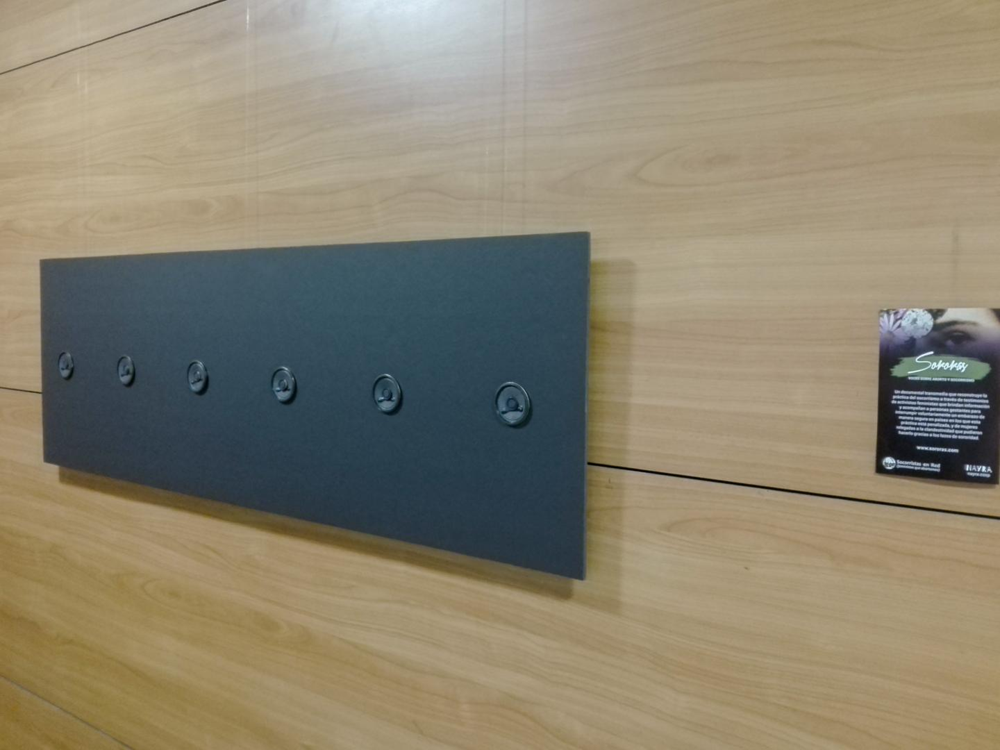 Sororas
VOCES SOBRE ABORTO Y SOCORRISMO
Un documental transmedia que reconstruye la
práctica del socorrismo a través de testimonios
de activistas feministas que brindan información
y acompañan a personas gestantes para
interrumpir voluntariamente un embarazo de
manera segura en países en los que esta
práctica está penalizada, y de mujeres
relegadas a la clandestinidad que pudieron
hacerlo gracias a los lazos de sororidad.
www.sororas.com
Socorristas en Red
(feministas que abortamos)
NAYRA
nayra.coop